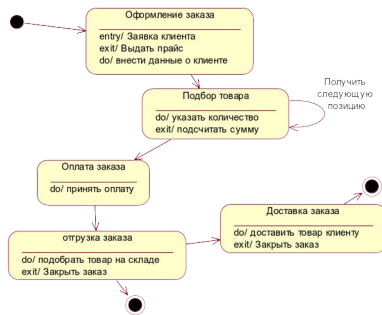 Оформление заказа
entry/ Заявка клиента
exit/ Выдать прайс
do/ внести данные о клиенте
Подбор товара
do/ указать количество
exit/ подсчитать сумму
Получить
следующую
позицию
Оплата заказа
do/ принять оплату
Доставка заказа
do/ доставить товар клиенту
exit/ Закрыть заказ
отгрузка заказа
do/ подобрать товар на складе
exit/ Закрыть заказ